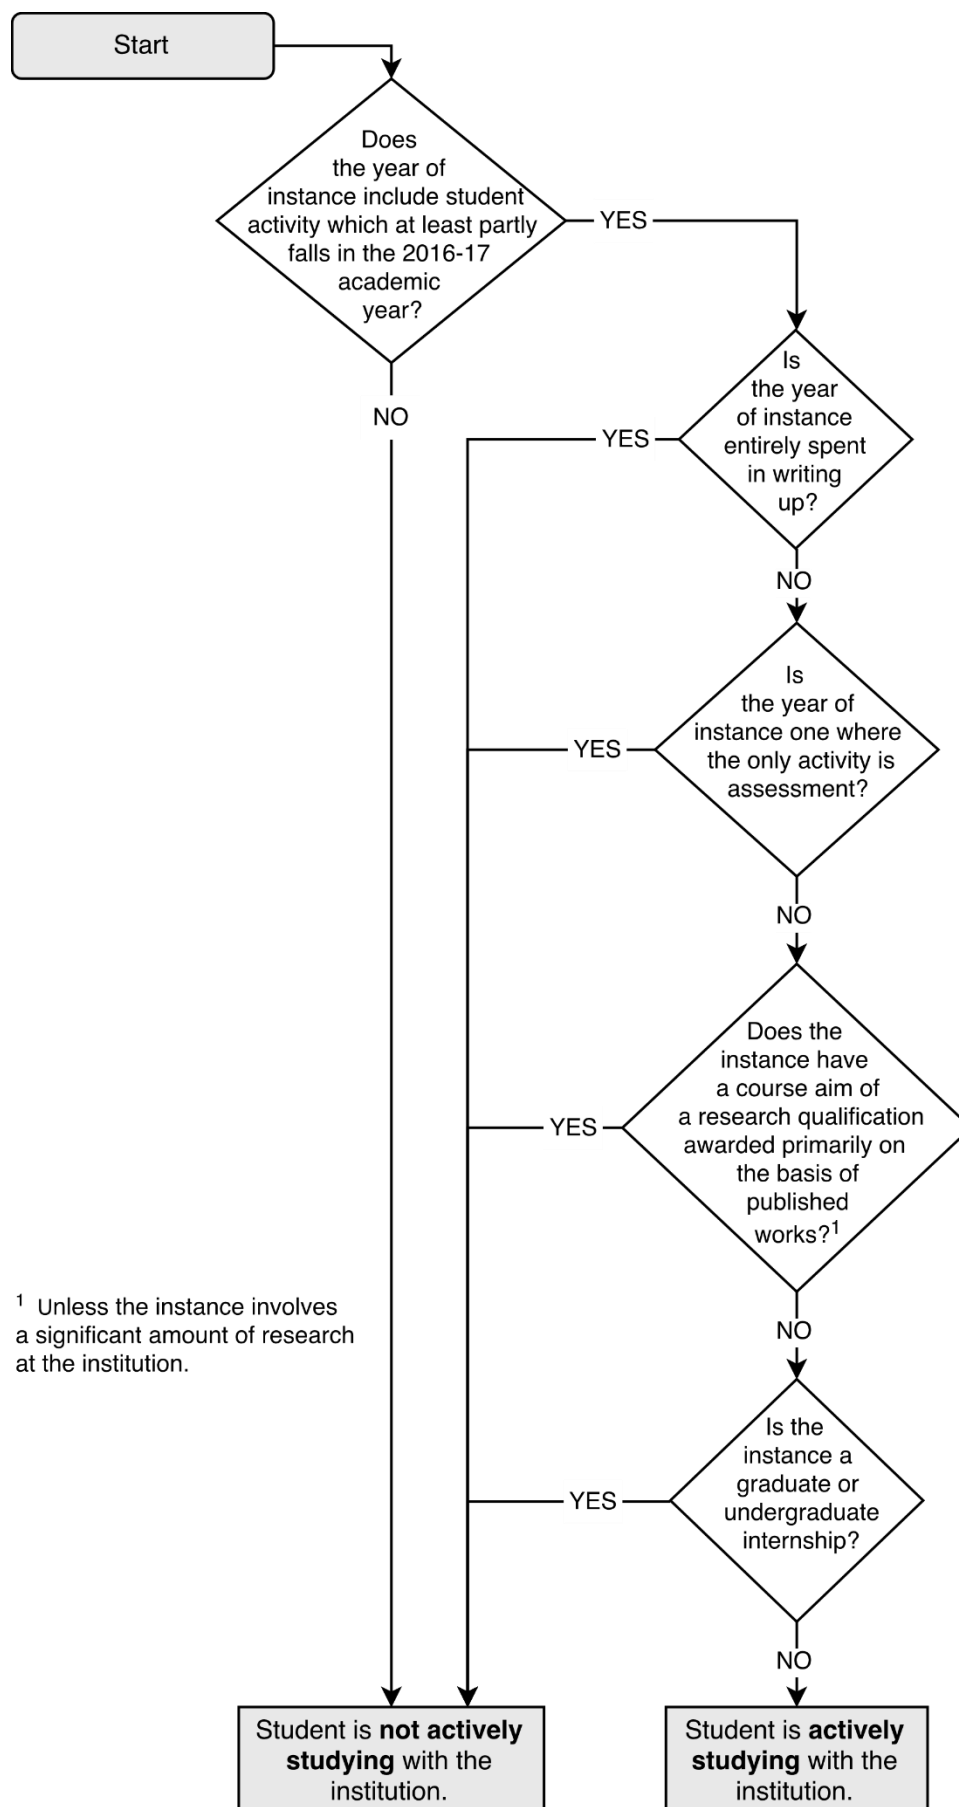 Start
Does
the year of
instance include student
activity which at least partly
falls in the 2016-17
academic
year?
YES
NO
Is
the year
of instance
entirely spent
in writing
up?
YES
NO
Is
the year of
instance one where
the only activity is
assessment?
YES
NO
Does the
instance have
a course aim of
a research qualification
awarded primarily on
the basis of
published
works?1
YES
NO
1 Unless the instance involves
a significant amount of research
at the institution.
Is the
instance a
graduate or
undergraduate
internship?
YES
NO
Student is not actively
studying with the
institution.
Student is actively
studying with the
institution.